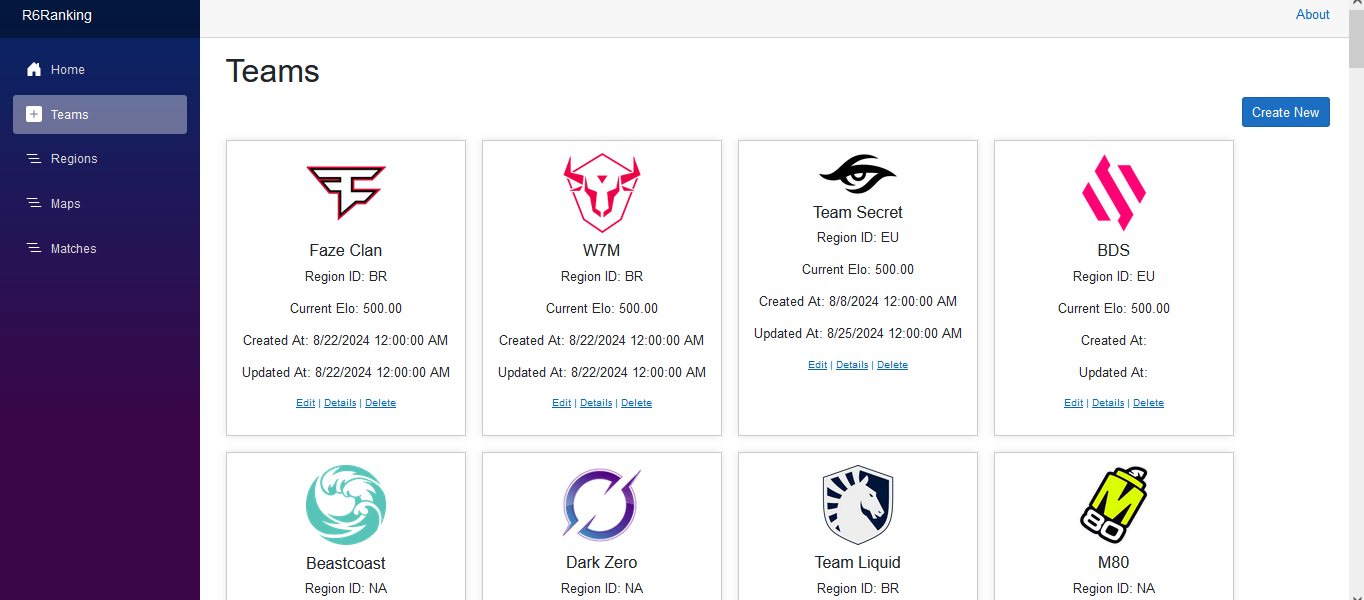 R6Ranking
About
Home
Teams
Regions
Maps
Matches
Teams
Create New
Faze Clan
Region ID: BR
Current Elo: 500.00
Created At: 8/22/2024 12:00:00 AM
Updated At: 8/22/2024 12:00:00 AM
Edit | Details | Delete
W7M
Region ID: BR
Current Elo: 500.00
Created At: 8/22/2024 12:00:00 AM
Updated At: 8/22/2024 12:00:00 AM
Edit | Details | Delete
Team Secret
Region ID: EU
Current Elo: 500.00
Created At: 8/8/2024 12:00:00 AM
Updated At: 8/25/2024 12:00:00 AM
Edit | Details | Delete
BDS
Region ID: EU
Current Elo: 500.00
Created At:
Updated At:
Edit | Details | Delete
Beastcoast
Region ID: NA
Dark Zero
Region ID: NA
Team Liquid
Region ID: BR
M
80
M80
Region ID: NA